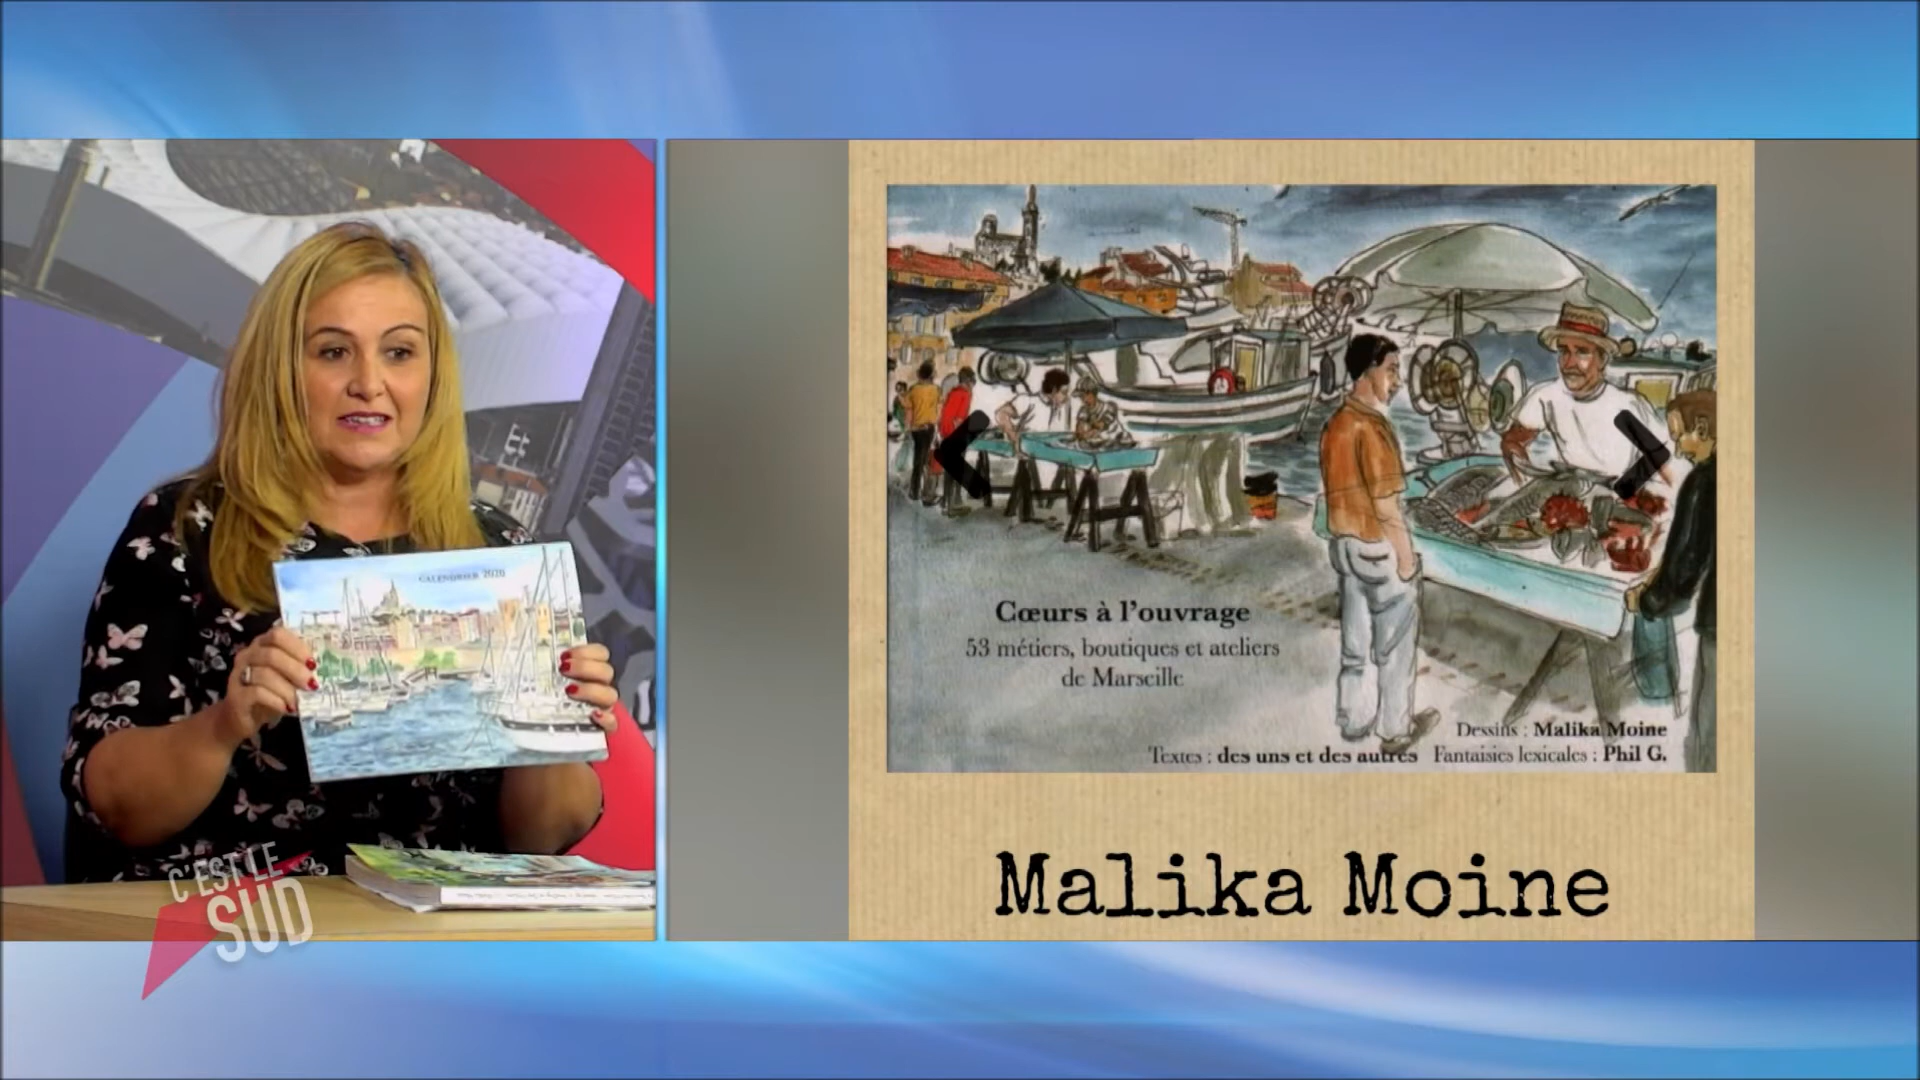 CALENDRIER 2020
C'EST LE
SUD
Cœurs à l'ouvrage
53 métiers, boutiques et ateliers
de Marseille
Dessins : Malika Moine
Textes : des uns et des autres Fantaisies lexicales : Phil G.
Malika Moine